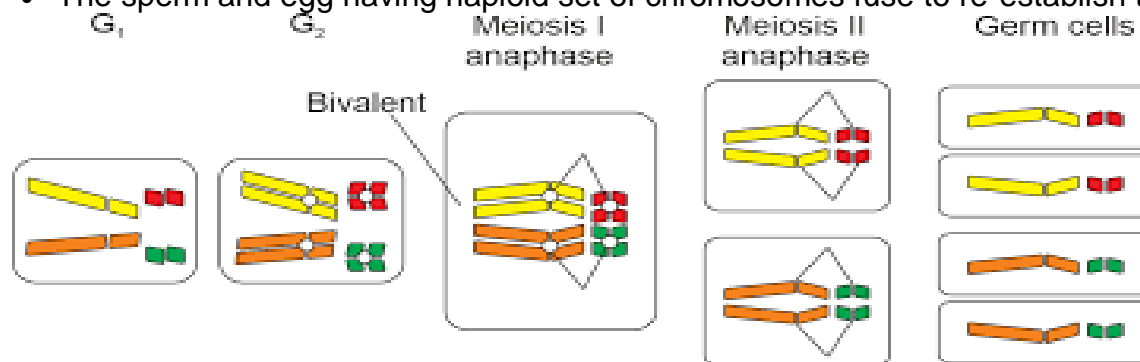 • The sperm and egg having haploid set of chromosomes fuse to re-establish
G₁ G₂ Meiosis I anaphase Meiosis II anaphase Germ cells
Bivalent